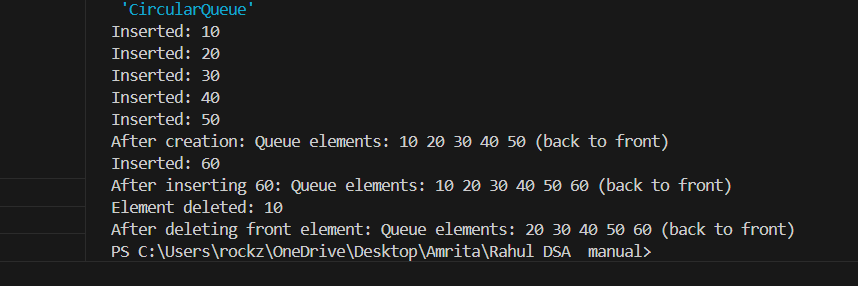 'CircularQueue'
Inserted: 10
Inserted: 20
Inserted: 30
Inserted: 40
Inserted: 50
After creation: Queue elements: 10 20 30 40 50 (back to front)
Inserted: 60
After inserting 60: Queue elements: 10 20 30 40 50 60 (back to front)
Element deleted: 10
After deleting front element: Queue elements: 20 30 40 50 60 (back to front)
PS C:\Users\rockz\OneDrive\Desktop\Amrita\Rahul DSA  manual>